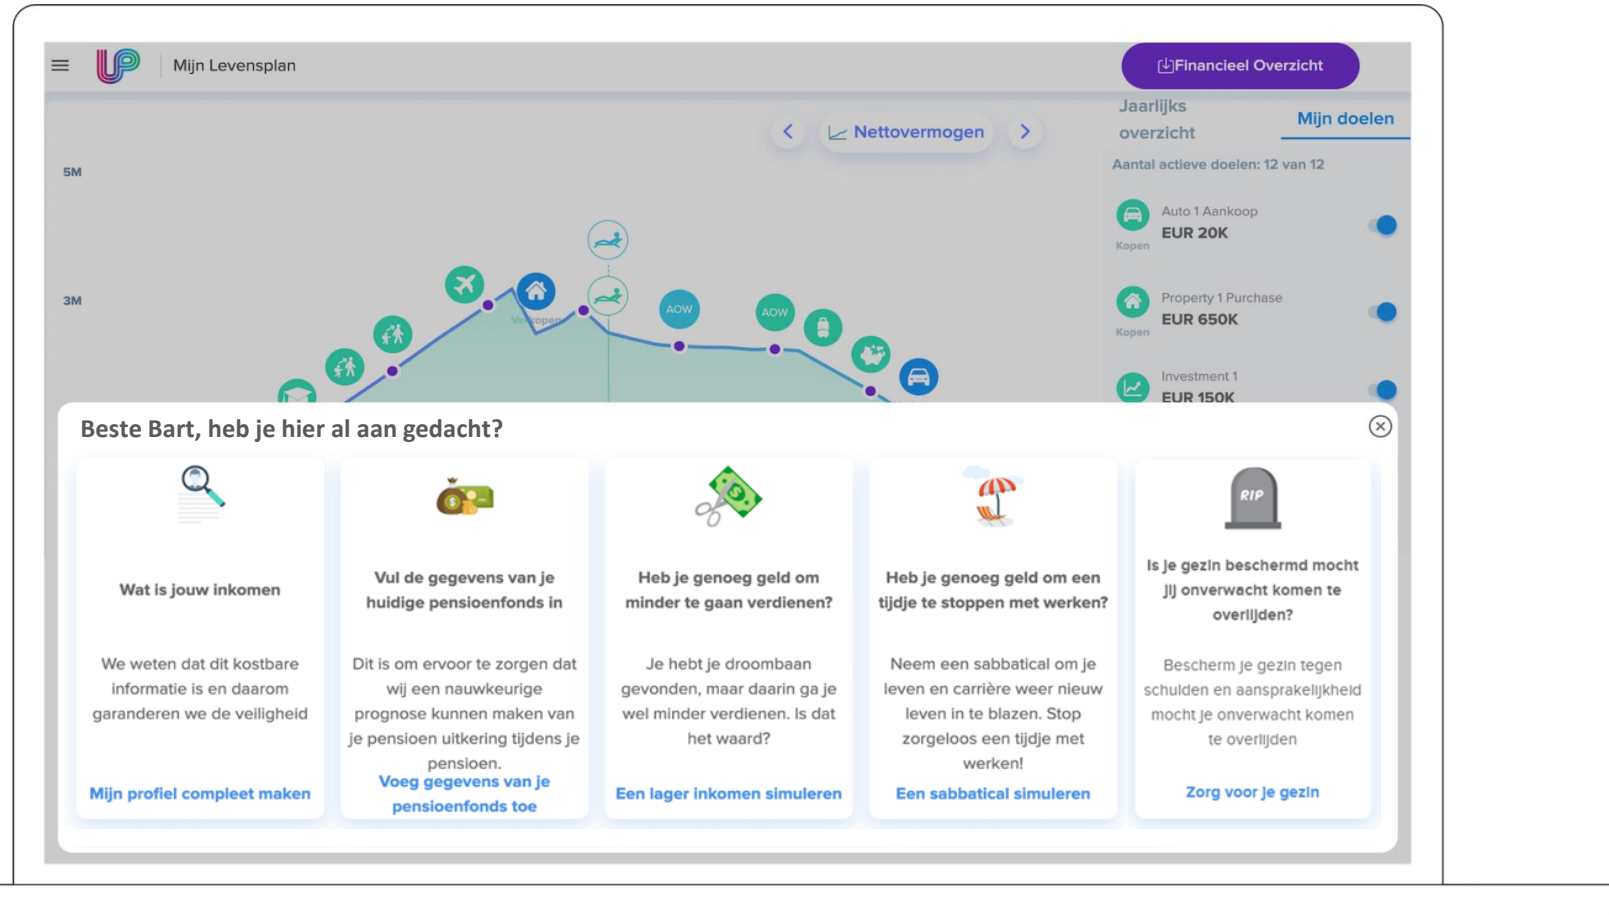 UP
Mijn Levensplan
Financieel Overzicht
Nettovermogen
Jaarlijks
overzicht
Mijn doelen
Aantal actieve doelen: 12 van 12
5M
3M
Auto 1 Aankoop
EUR 20K
Kopen
Property 1 Purchase
EUR 650K
Kopen
Investment 1
EUR 150K
Verkopen
AOW
AOW
Beste Bart, heb je hier al aan gedacht?
Wat is jouw inkomen
We weten dat dit kostbare
informatie is en daarom
garanderen we de veiligheid
Mijn profiel compleet maken
Vul de gegevens van je
huidige pensioenfonds in
Dit is om ervoor te zorgen dat
wij een nauwkeurige
prognose kunnen maken van
je pensioen uitkering tijdens je
pensioen.
Voeg gegevens van je
pensioenfonds toe
Heb je genoeg geld om
minder te gaan verdienen?
Je hebt je droombaan
gevonden, maar daarin ga je
wel minder verdienen. Is dat
het waard?
Een lager inkomen simuleren
Heb je genoeg geld om een
tijdje te stoppen met werken?
Neem een sabbatical om je
leven en carrière weer nieuw
leven in te blazen. Stop
zorgeloos een tijdje met
werken!
Een sabbatical simuleren
RIP
Is je gezin beschermd mocht
jij onverwacht komen te
overlijden?
Bescherm je gezin tegen
schulden en aansprakelijkheid
mocht je onverwacht komen
te overlijden
Zorg voor je gezin